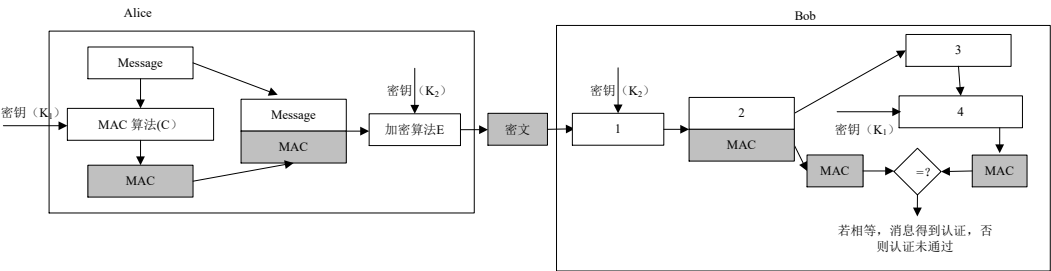 Alice
Message
密钥（K₁）
MAC 算法(C)
MAC
Message
MAC
密钥（K₂）
加密算法E
密文
Bob
密钥（K₂）
1
2
MAC
3
4
密钥（K₁）
MAC
=?
MAC
若相等，消息得到认证，否
则认证未通过